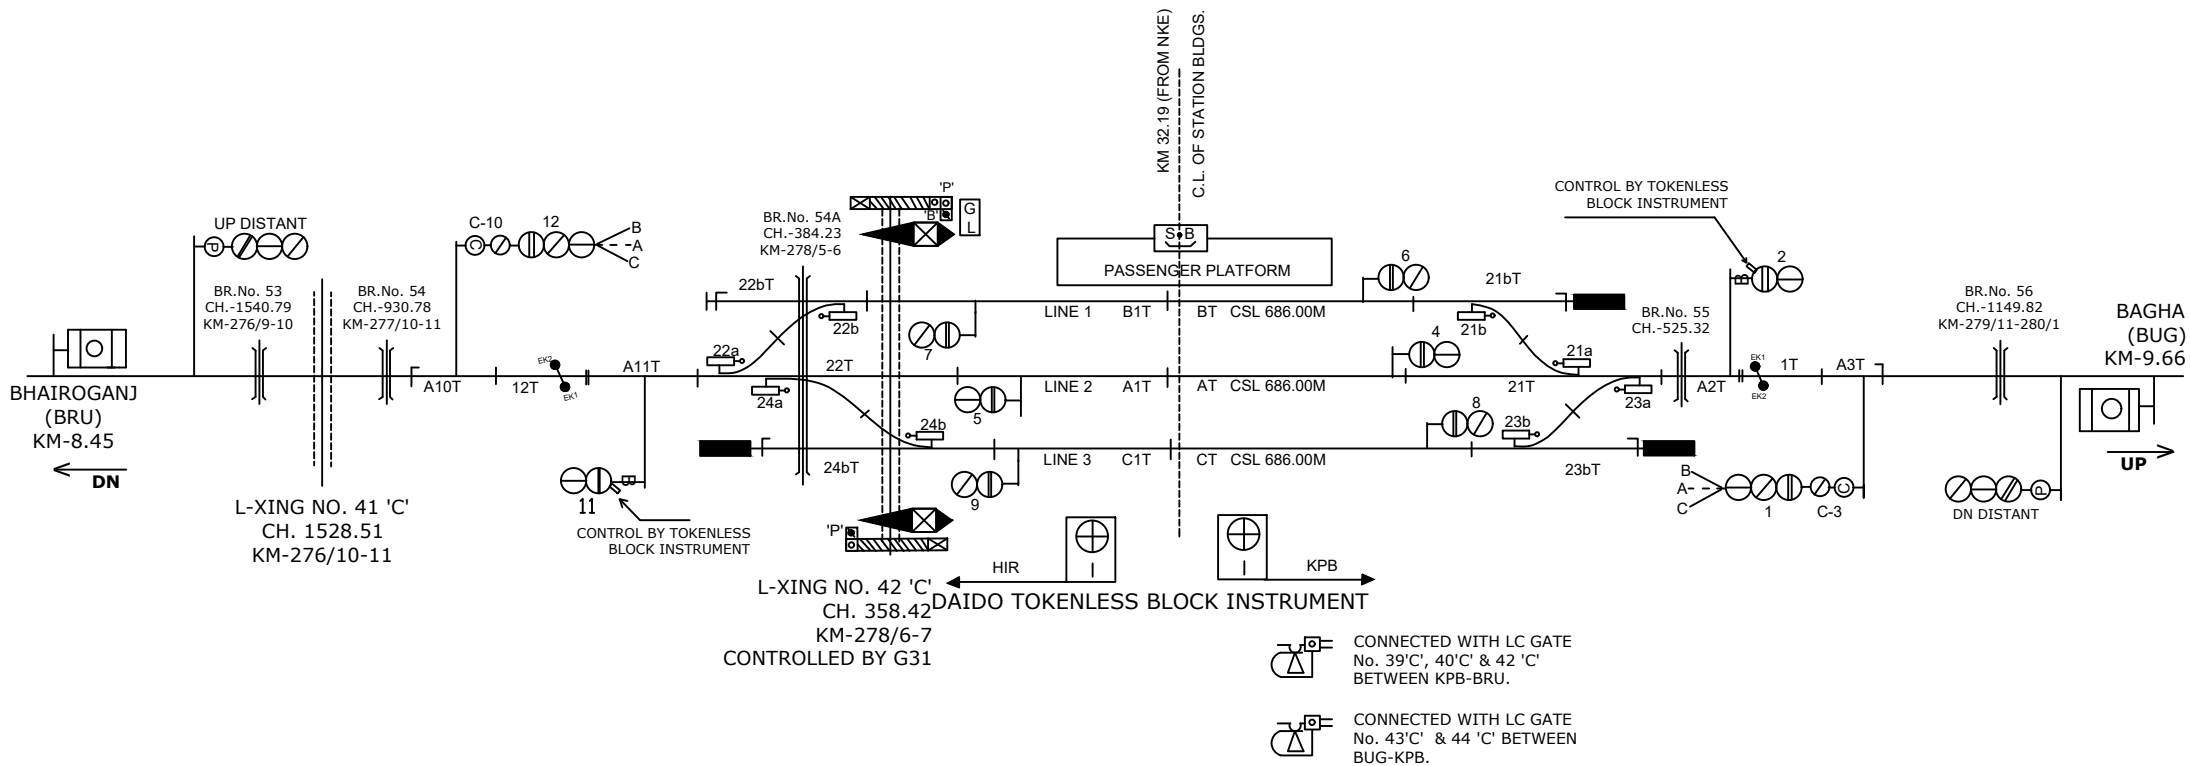 KM 32.19 (FROM NKE)
C.L. OF STATION BLDGS.
UP DISTANT
P
C-10
12
C
B
A
C
BR.No. 54A
CH.-384.23
KM-278/5-6
'P'
'B'
G
L
S B
PASSENGER PLATFORM
6
CONTROL BY TOKENLESS
BLOCK INSTRUMENT
2
B
BR.No. 53
CH.-1540.79
KM-276/9-10
BR.No. 54
CH.-930.78
KM-277/10-11
22bT
21bT
BR.No. 55
CH.-525.32
BR.No. 56
CH.-1149.82
KM-279/11-280/1
BAGHA
(BUG)
KM-9.66
LINE 1
B1T
BT
CSL 686.00M
22b
7
21b
4
22a
21a
BHAIROGANJ
(BRU)
KM-8.45
DN
A10T
12T
EK2
EK1
A11T
22T
24a
LINE 2
A1T
AT
CSL 686.00M
21T
23a
A2T
EK1
EK2
1T
A3T
5
8
24b
23b
24bT
LINE 3
C1T
CT
CSL 686.00M
23bT
UP
9
B
11
CONTROL BY TOKENLESS
BLOCK INSTRUMENT
B
A
C
1
C-3
C
P
DN DISTANT
L-XING NO. 41 'C'
CH. 1528.51
KM-276/10-11
'P'
L-XING NO. 42 'C'
CH. 358.42
KM-278/6-7
CONTROLLED BY G31
HIR
KPB
DAIDO TOKENLESS BLOCK INSTRUMENT
CONNECTED WITH LC GATE
No. 39'C', 40'C' & 42 'C'
BETWEEN KPB-BRU.
CONNECTED WITH LC GATE
No. 43'C' & 44 'C' BETWEEN
BUG-KPB.